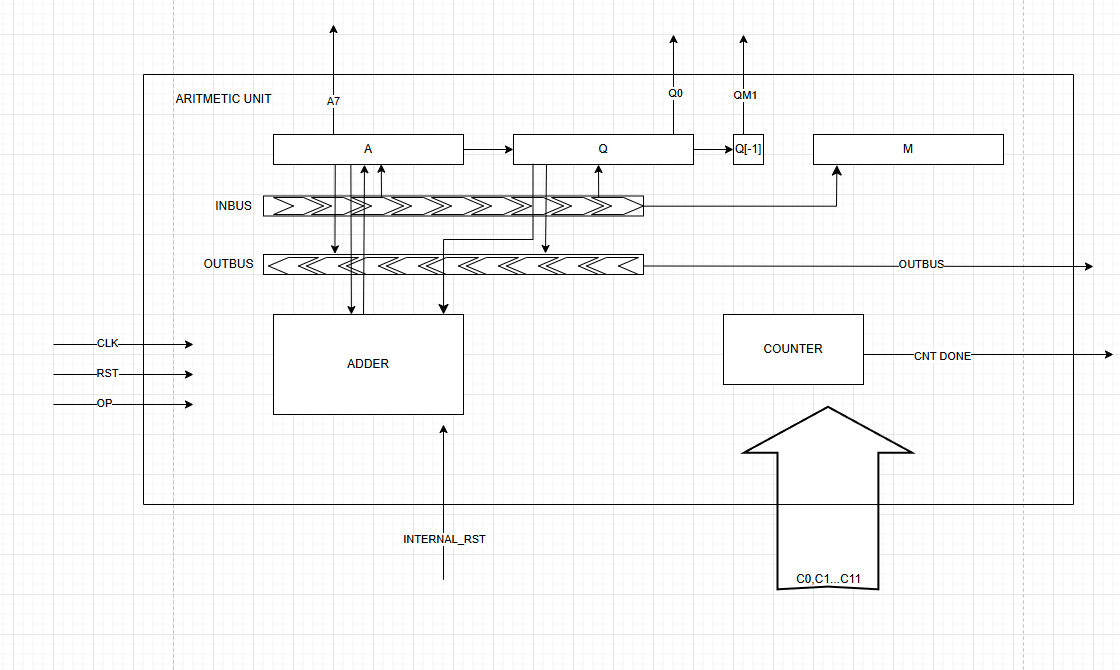 ARITMETIC UNIT
A7
Q0
QM1
A
Q
Q[-1]
M
INBUS
OUTBUS
OUTBUS
CLK
RST
OP
ADDER
COUNTER
CNT DONE
INTERNAL_RST
C0,C1...C11